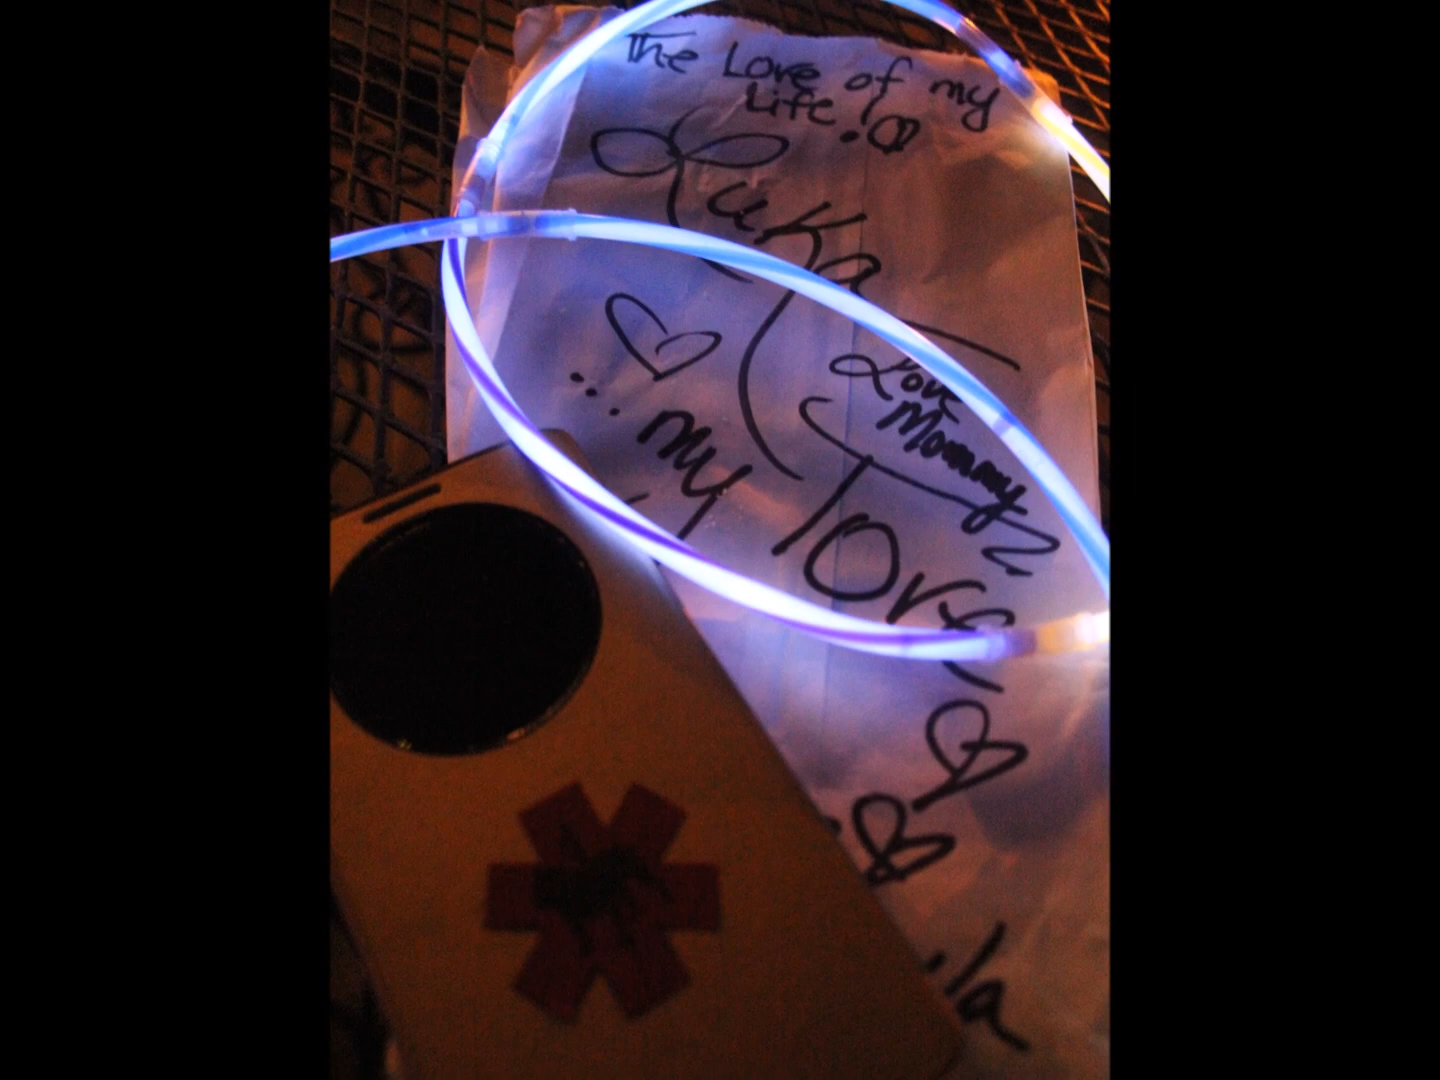 The Love of my
Life! ♡
Luka
♡
Love
Mommy
... my
love